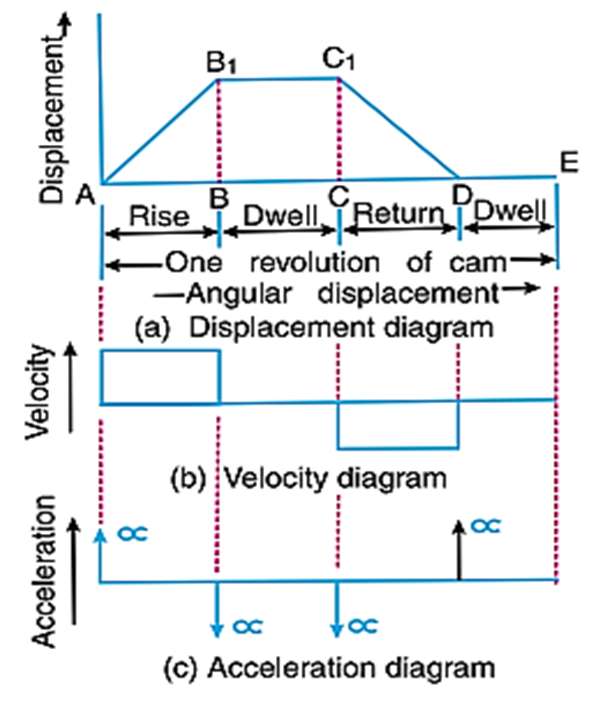 Displacement
B1 C1
A B C D E
Rise Dwell Return Dwell
One revolution of cam
Angular displacement
(a) Displacement diagram
Velocity
(b) Velocity diagram
Acceleration
∝ ∝
∝ ∝
(c) Acceleration diagram